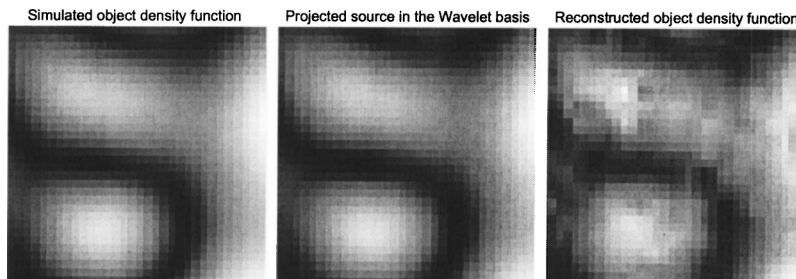 Simulated object density function
Projected source in the Wavelet basis
Reconstructed object density function